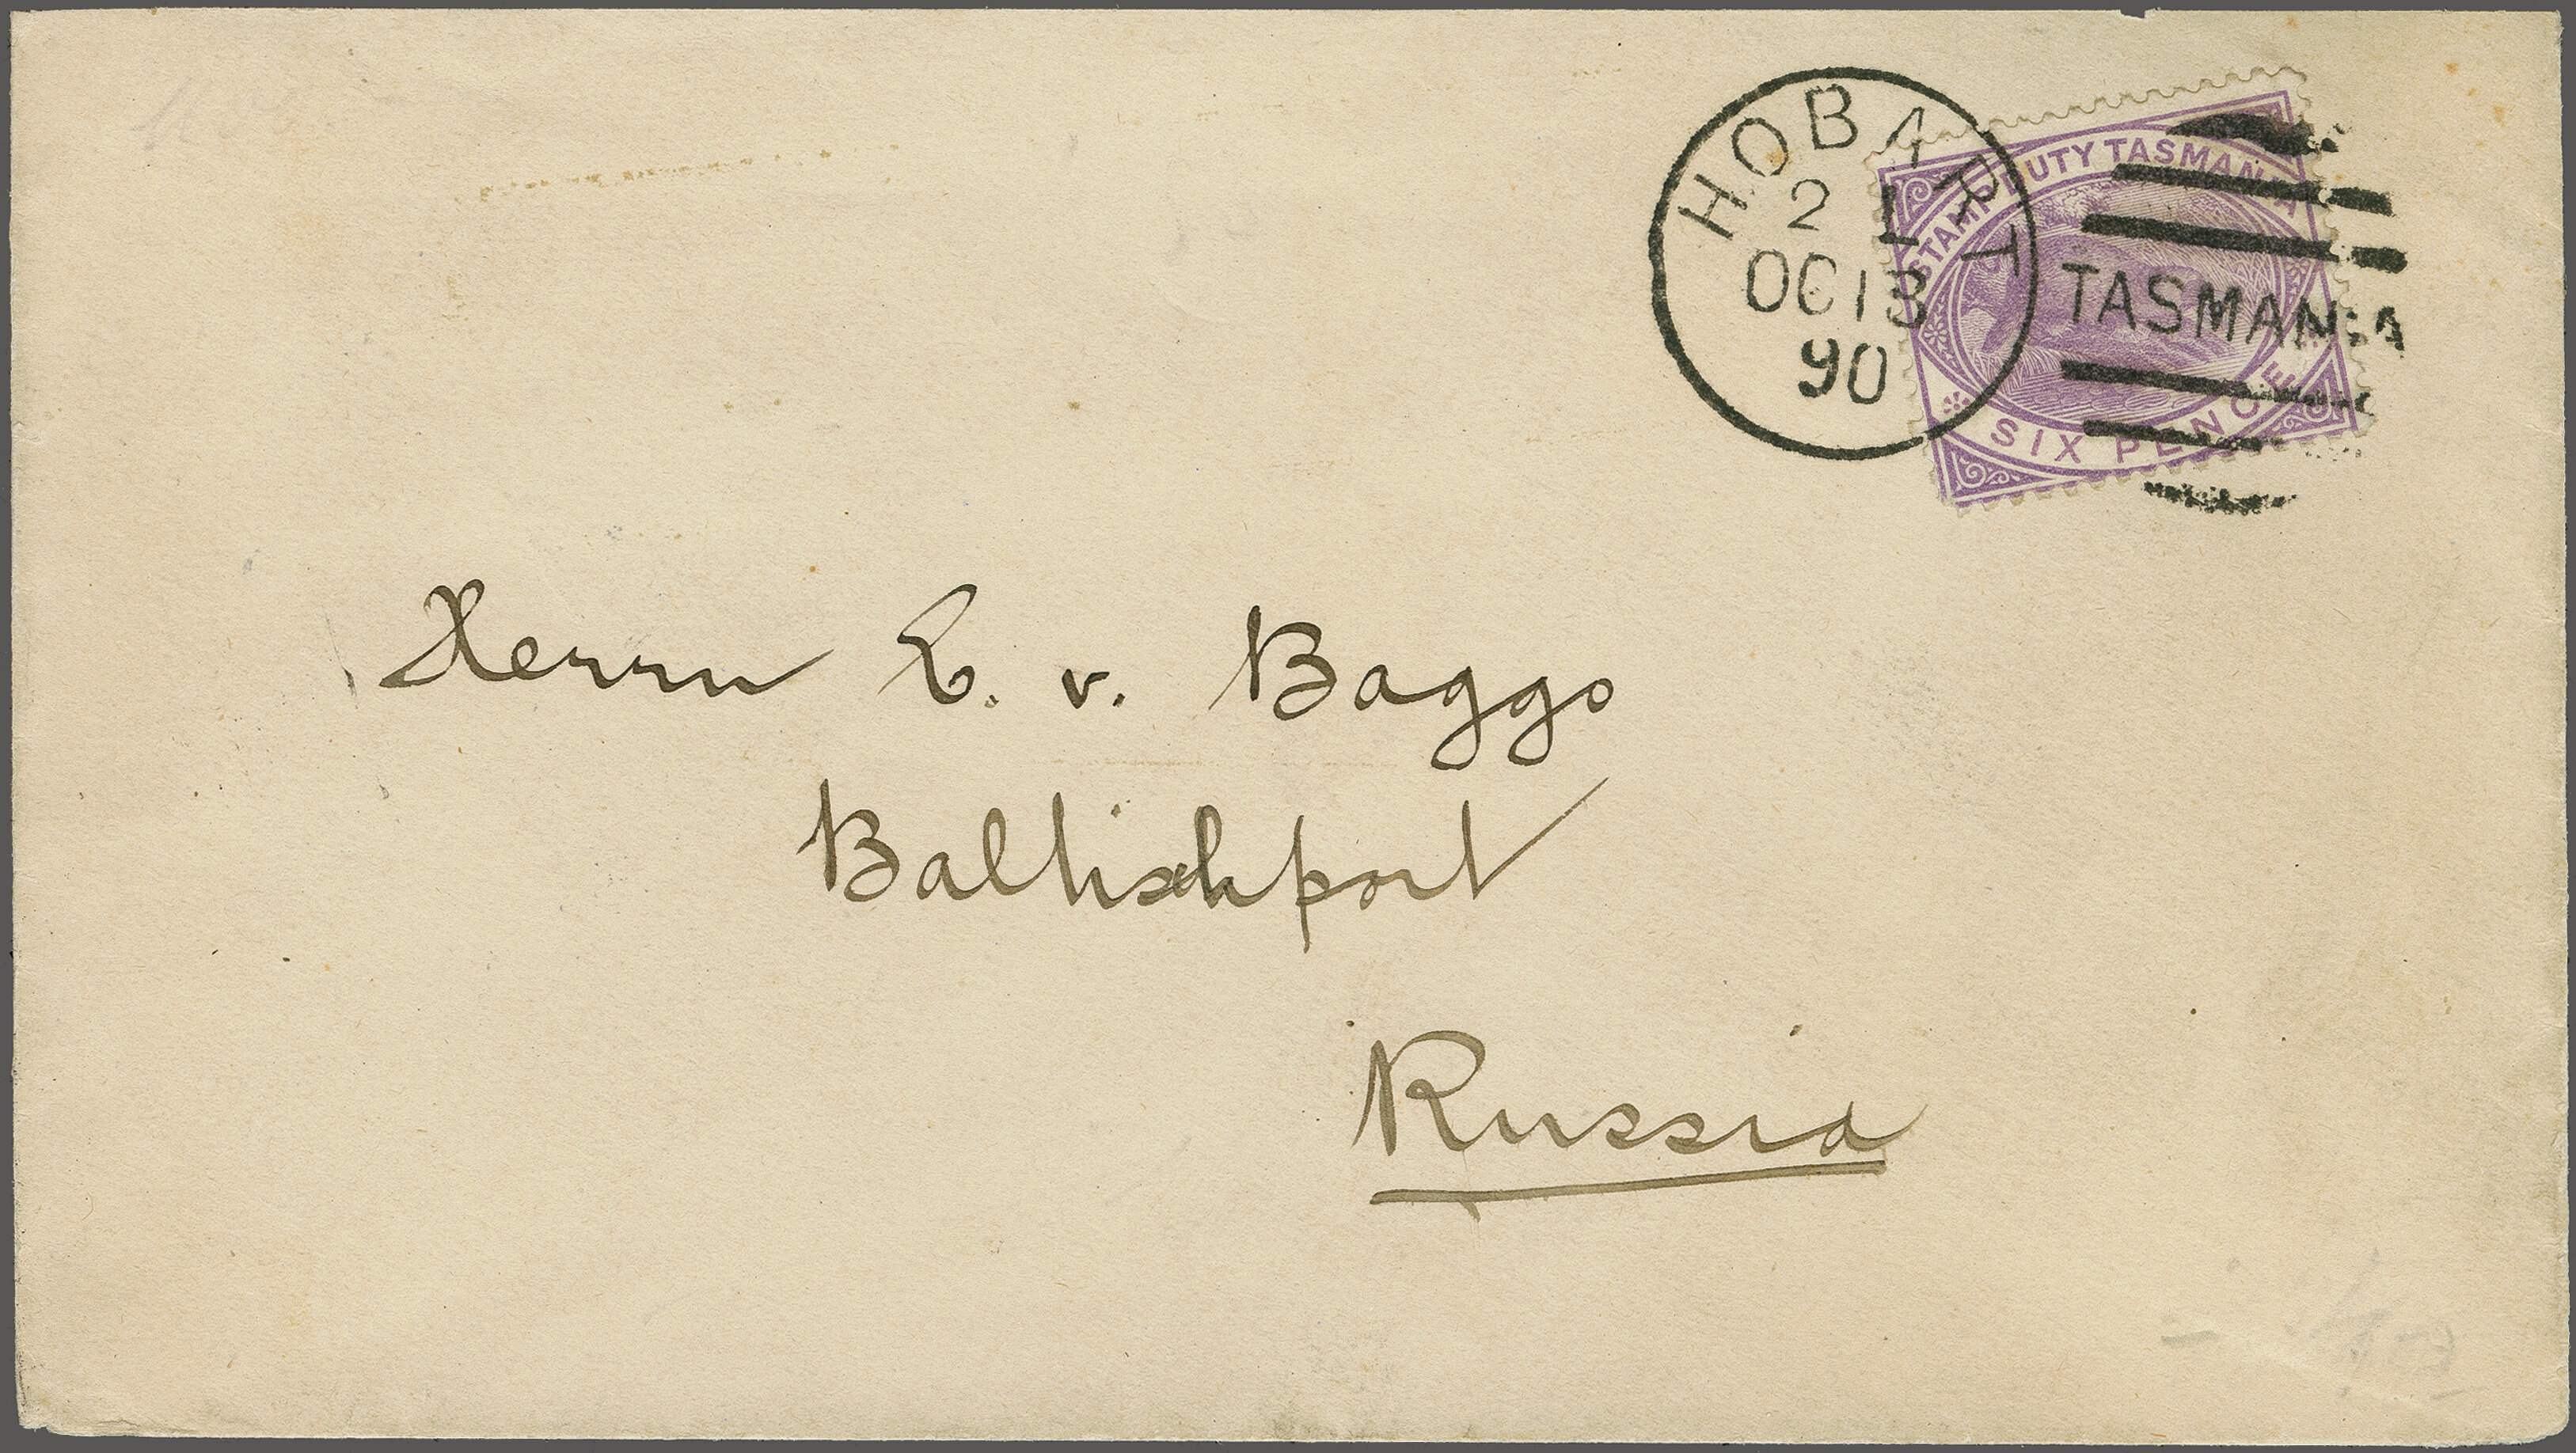 HOBART
2 L
OC 13
90
TASMANIA
STAMP DUTY TASMANIA
SIX PENCE
Herrn E. v. Baggo
Baltischport
Russia